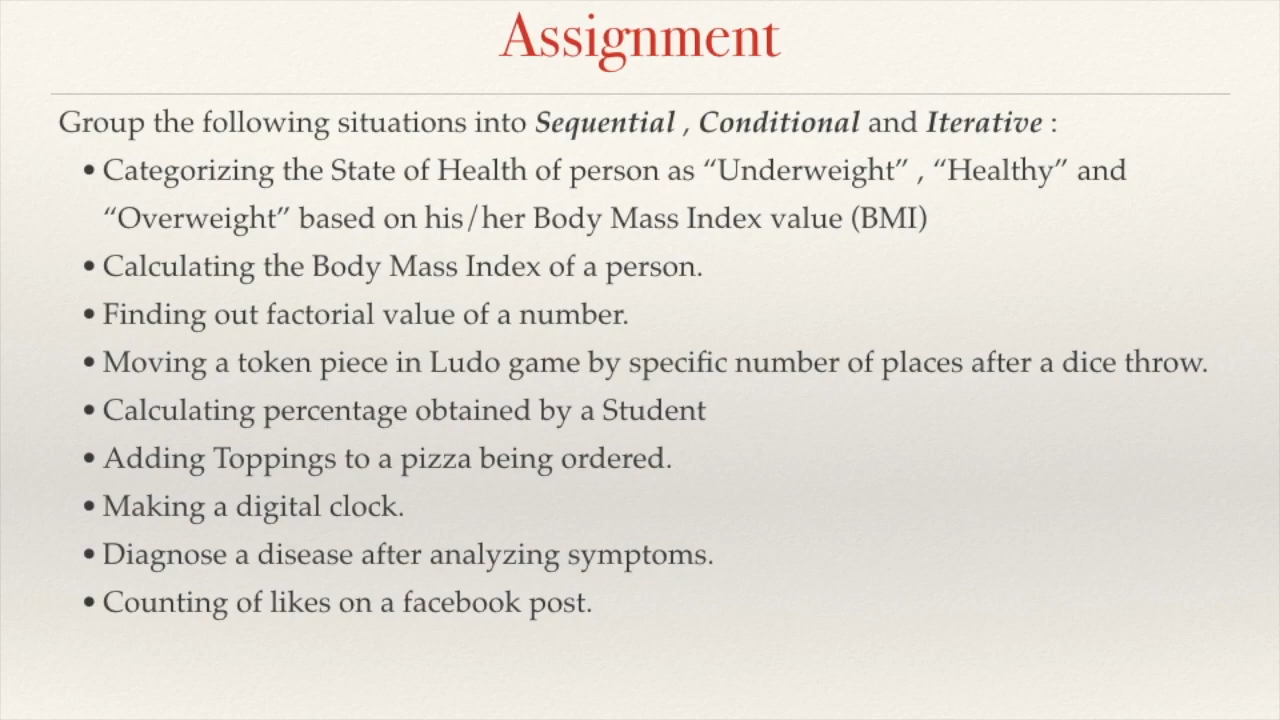 Assignment
Group the following situations into Sequential , Conditional and Iterative :
• Categorizing the State of Health of person as “Underweight” , “Healthy” and
“Overweight” based on his/her Body Mass Index value (BMI)
• Calculating the Body Mass Index of a person.
• Finding out factorial value of a number.
• Moving a token piece in Ludo game by specific number of places after a dice throw.
• Calculating percentage obtained by a Student
• Adding Toppings to a pizza being ordered.
• Making a digital clock.
• Diagnose a disease after analyzing symptoms.
• Counting of likes on a facebook post.